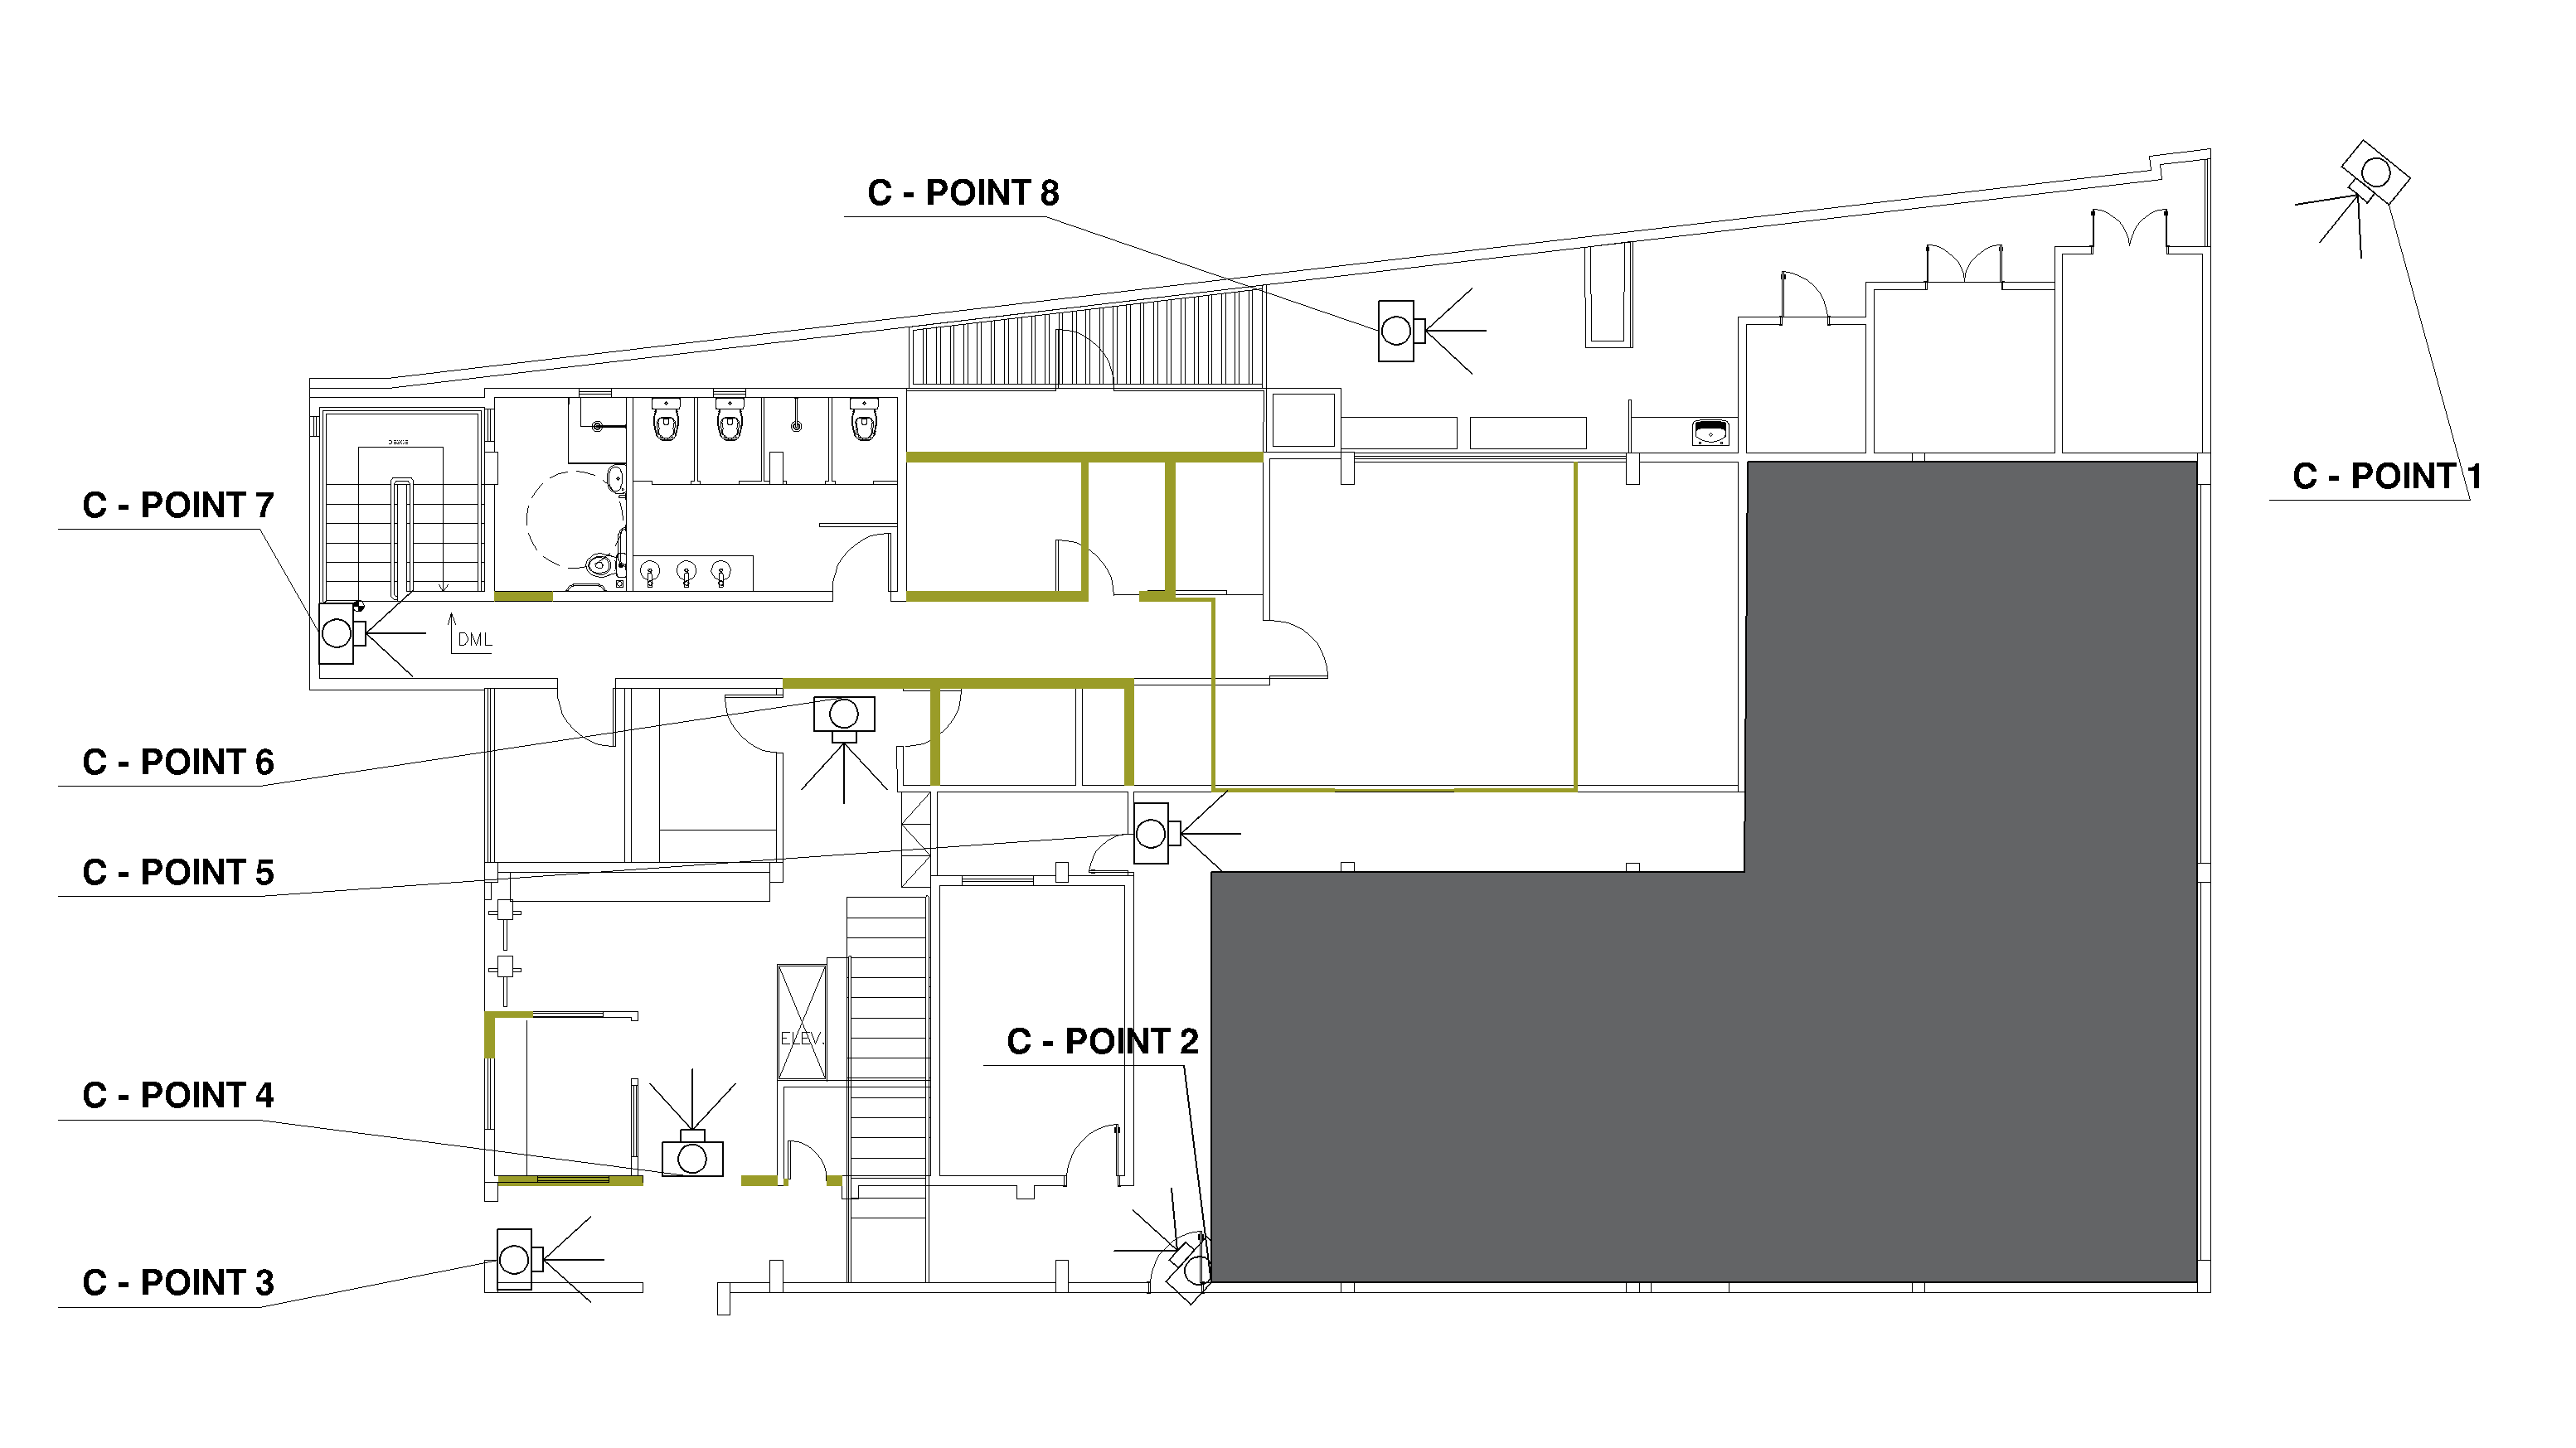 C - POINT 8
C - POINT 1
C - POINT 7
DML
C - POINT 6
C - POINT 5
C - POINT 2
ELEV.
C - POINT 4
C - POINT 3